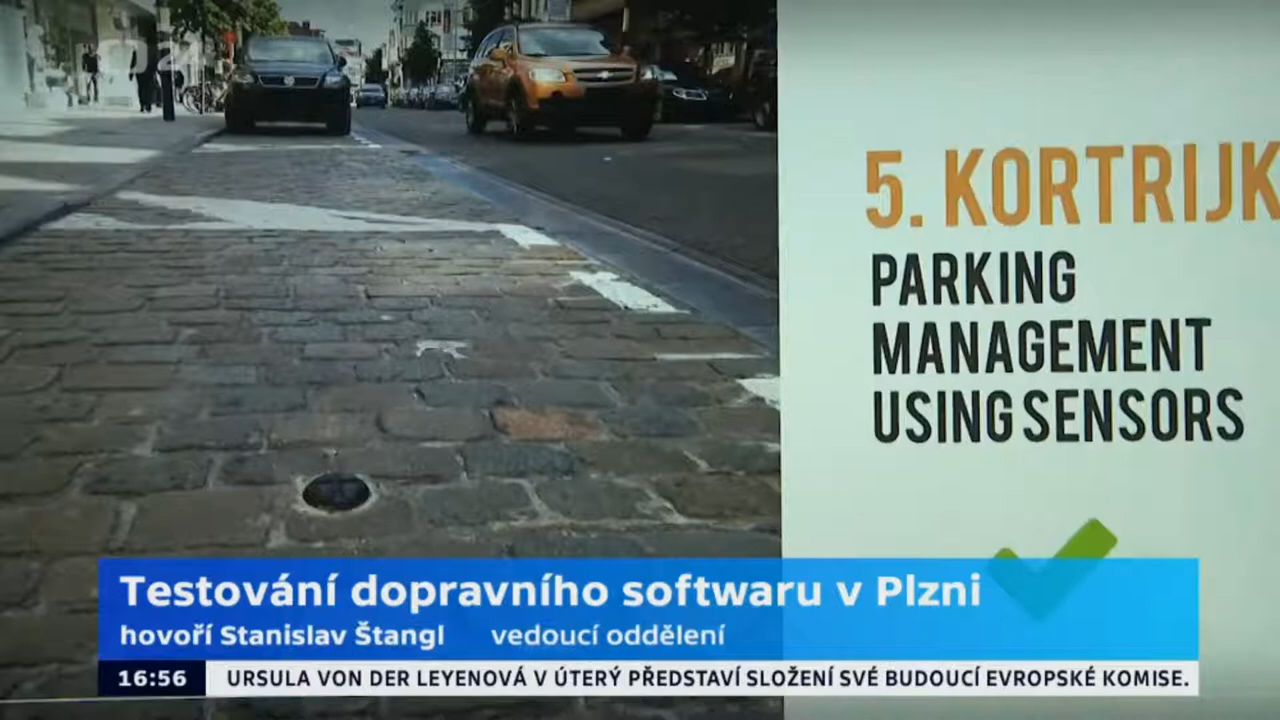 5. KORTRIJK
PARKING
MANAGEMENT
USING SENSORS
Testování dopravního softwaru v Plzni
hovoří Stanislav Štangl vedoucí oddělení
16:56 URSULA VON DER LEYENOVÁ V ÚTERÝ PŘEDSTAVÍ SLOŽENÍ SVÉ BUDOUCÍ EVROPSKÉ KOMISE.